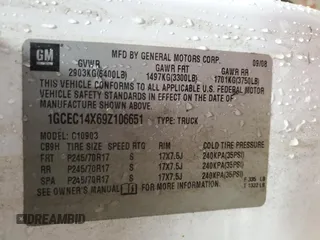 GM
MFD BY GENERAL MOTORS CORP.
09/08
GVWR GAWR FRT GAWR RR
2903KG(6400LB) 1497KG(3300LB) 1701KG(3750LB)
THIS VEHICLE CONFORMS TO ALL APPLICABLE U.S. FEDERAL MOTOR
VEHICLE SAFETY STANDARDS IN EFFECT ON THE DATE OF
MANUFACTURE SHOWN ABOVE.
1GCEC14X69Z106651 TYPE: TRUCK
MODEL: C10903
TIRE SIZE SPEED RTG RIM COLD TIRE PRESSURE
FRT P245/70R17 S 17X7.5J 240KPA(35PSI)
RR P245/70R17 S 17X7.5J 240KPA(35PSI)
SPA P245/70R17 S 17X7.5J 240KPA(35PSI)
©DREAMBID